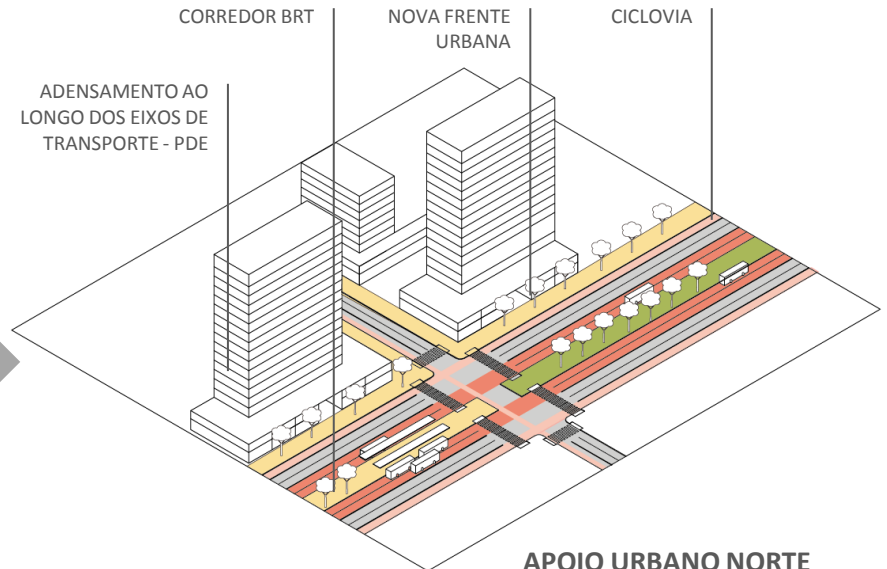 CORREDOR BRT
NOVA FRENTE
URBANA
CICLOVIA
ADENSAMENTO AO
LONGO DOS EIXOS DE
TRANSPORTE - PDE
APOIO URBANO NORTE